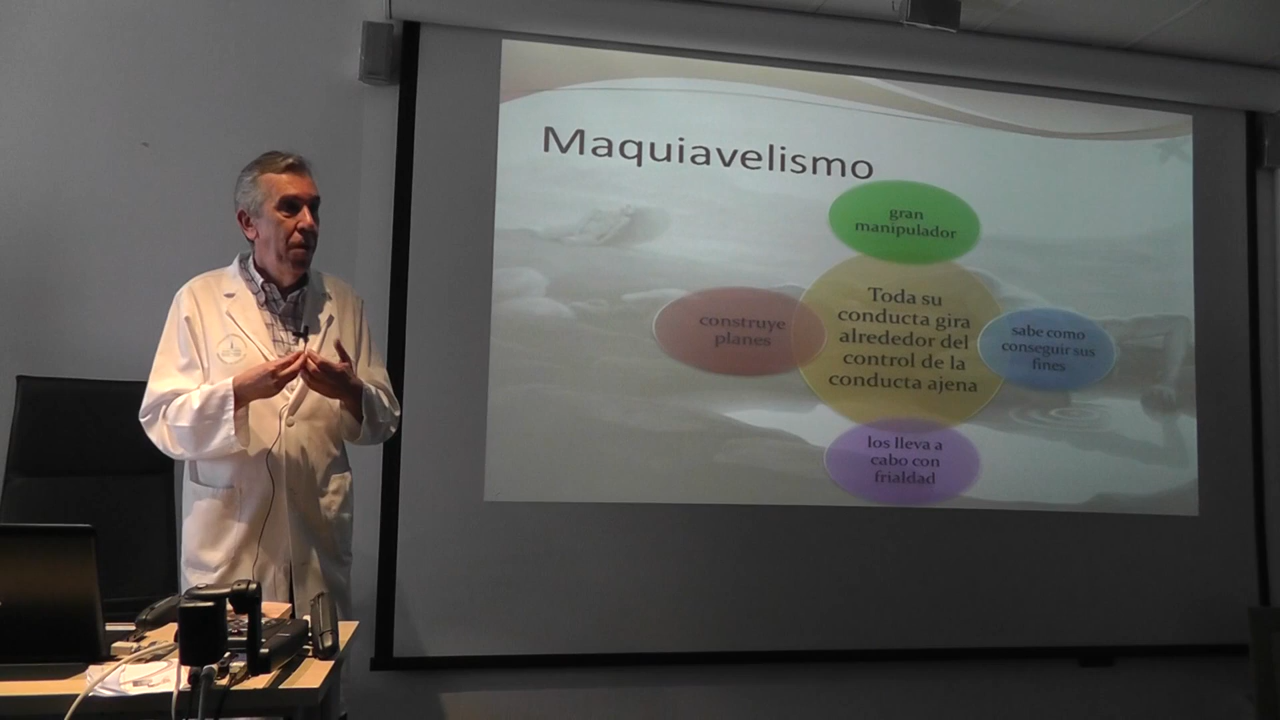 Maquiavelismo
gran
manipulador
construye
planes
Toda su
conducta gira
alrededor del
control de la
conducta ajena
sabe como
conseguir sus
fines
los lleva a
cabo con
frialdad